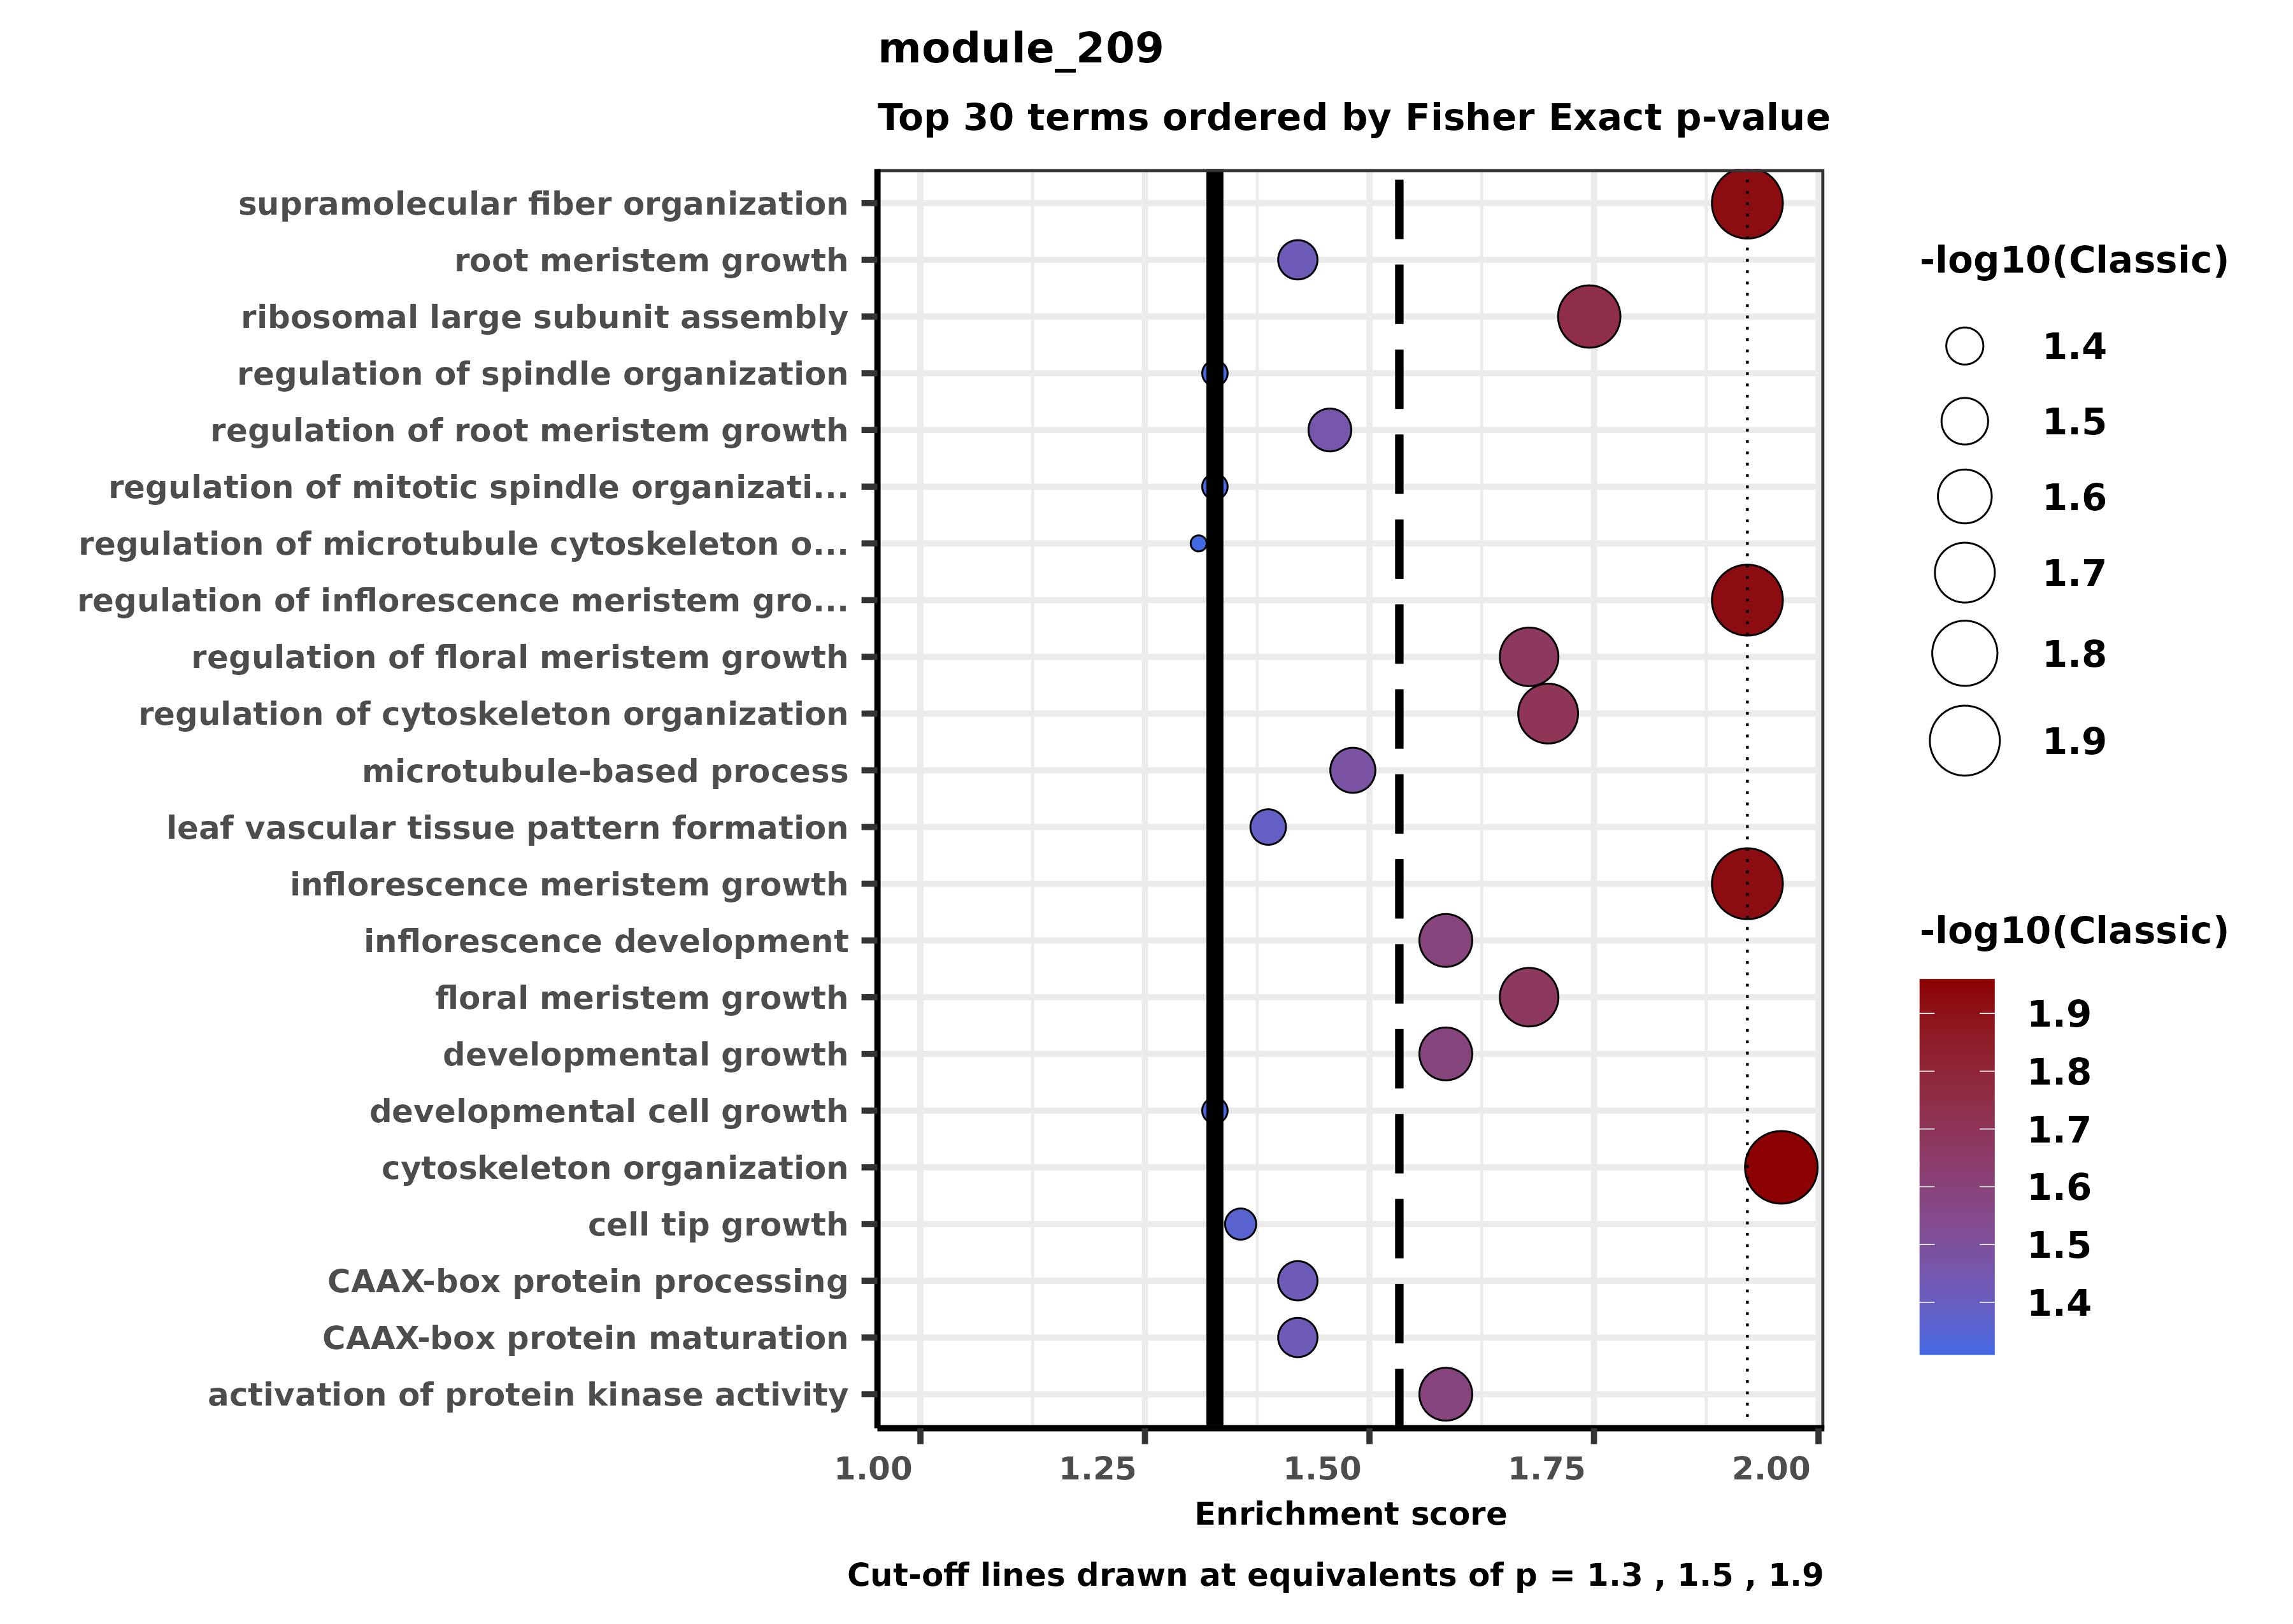 module_209
Top 30 terms ordered by Fisher Exact p-value
supramolecular fiber organization
root meristem growth
ribosomal large subunit assembly
regulation of spindle organization
regulation of root meristem growth
regulation of mitotic spindle organizati...
regulation of microtubule cytoskeleton o...
regulation of inflorescence meristem gro...
regulation of floral meristem growth
regulation of cytoskeleton organization
microtubule-based process
leaf vascular tissue pattern formation
inflorescence meristem growth
inflorescence development
floral meristem growth
developmental growth
developmental cell growth
cytoskeleton organization
cell tip growth
CAAX-box protein processing
CAAX-box protein maturation
activation of protein kinase activity
1.00 1.25 1.50 1.75 2.00
Enrichment score
Cut-off lines drawn at equivalents of p = 1.3 , 1.5 , 1.9
-log10(Classic)
1.4
1.5
1.6
1.7
1.8
1.9
-log10(Classic)
1.9
1.8
1.7
1.6
1.5
1.4